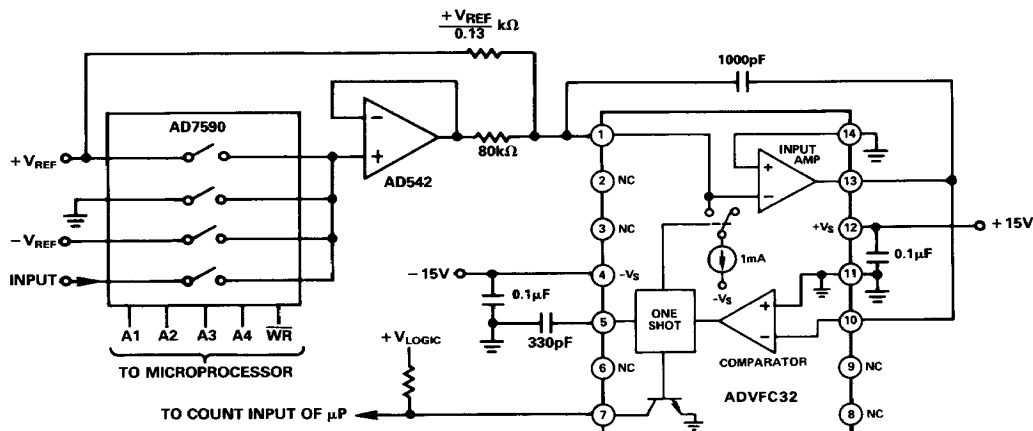 + VREF
0.13 kΩ
1000pF
AD7590
+ VREF
80kΩ
AD542
1
14
INPUT
AMP
13
2 NC
+VS 12
+ 15V
3 NC
0.1µF
− VREF
1mA
− 15V
4 −VS
11
−VS
INPUT
0.1µF
5
ONE
SHOT
10
330pF
COMPARATOR
A1 A2 A3 A4 WR
TO MICROPROCESSOR
+ VLOGIC
6 NC
9 NC
ADVFC32
TO COUNT INPUT OF µP
7
8 NC